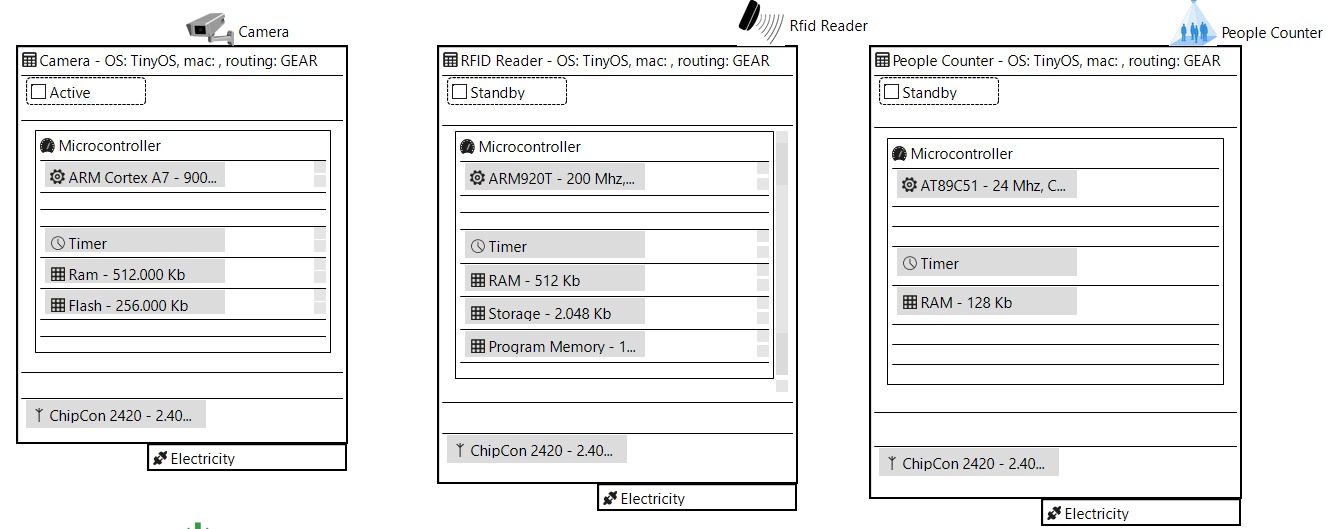 Camera
Camera - OS: TinyOS, mac: , routing: GEAR
Active
Microcontroller
ARM Cortex A7 - 900...
Timer
Ram - 512.000 Kb
Flash - 256.000 Kb
ChipCon 2420 - 2.40...
Electricity
Rfid Reader
RFID Reader - OS: TinyOS, mac: , routing: GEAR
Standby
Microcontroller
ARM920T - 200 Mhz,...
Timer
RAM - 512 Kb
Storage - 2.048 Kb
Program Memory - 1...
ChipCon 2420 - 2.40...
Electricity
People Counter
People Counter - OS: TinyOS, mac: , routing: GEAR
Standby
Microcontroller
AT89C51 - 24 Mhz, C...
Timer
RAM - 128 Kb
ChipCon 2420 - 2.40...
Electricity